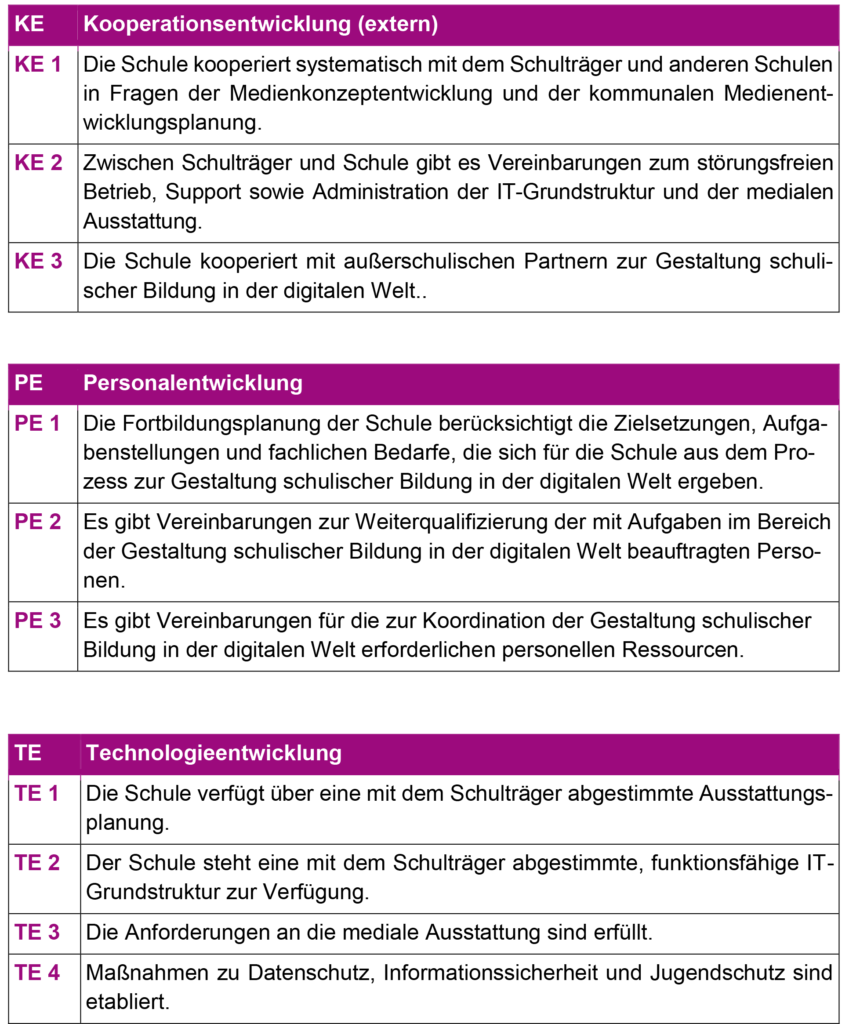 KE Kooperationsentwicklung (extern)
KE 1 Die Schule kooperiert systematisch mit dem Schulträger und anderen Schulen
in Fragen der Medienkonzeptentwicklung und der kommunalen Medienent-
wicklungsplanung.
KE 2 Zwischen Schulträger und Schule gibt es Vereinbarungen zum störungsfreien
Betrieb, Support sowie Administration der IT-Grundstruktur und der medialen
Ausstattung.
KE 3 Die Schule kooperiert mit außerschulischen Partnern zur Gestaltung schuli-
scher Bildung in der digitalen Welt..
PE Personalentwicklung
PE 1 Die Fortbildungsplanung der Schule berücksichtigt die Zielsetzungen, Aufga-
benstellungen und fachlichen Bedarfe, die sich für die Schule aus dem Pro-
zess zur Gestaltung schulischer Bildung in der digitalen Welt ergeben.
PE 2 Es gibt Vereinbarungen zur Weiterqualifizierung der mit Aufgaben im Bereich
der Gestaltung schulischer Bildung in der digitalen Welt beauftragten Perso-
nen.
PE 3 Es gibt Vereinbarungen für die zur Koordination der Gestaltung schulischer
Bildung in der digitalen Welt erforderlichen personellen Ressourcen.
TE Technologieentwicklung
TE 1 Die Schule verfügt über eine mit dem Schulträger abgestimmte Ausstattungs-
planung.
TE 2 Der Schule steht eine mit dem Schulträger abgestimmte, funktionsfähige IT-
Grundstruktur zur Verfügung.
TE 3 Die Anforderungen an die mediale Ausstattung sind erfüllt.
TE 4 Maßnahmen zu Datenschutz, Informationssicherheit und Jugendschutz sind
etabliert.